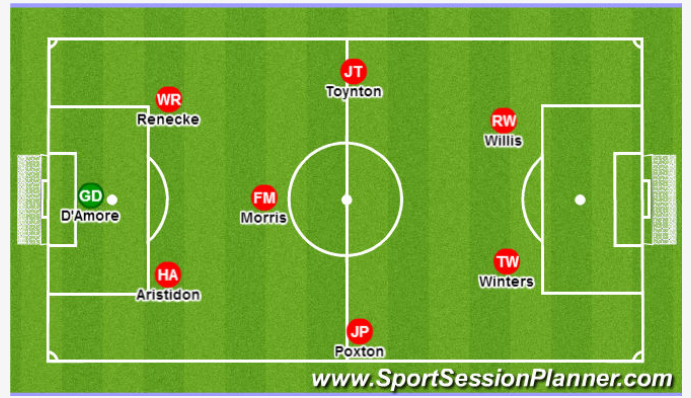 JT
Toynton
WR
Renecke
RW
Willis
GD
D'Amore
FM
Morris
TW
Winters
HA
Aristidon
JP
Poxton
www.SportSessionPlanner.com